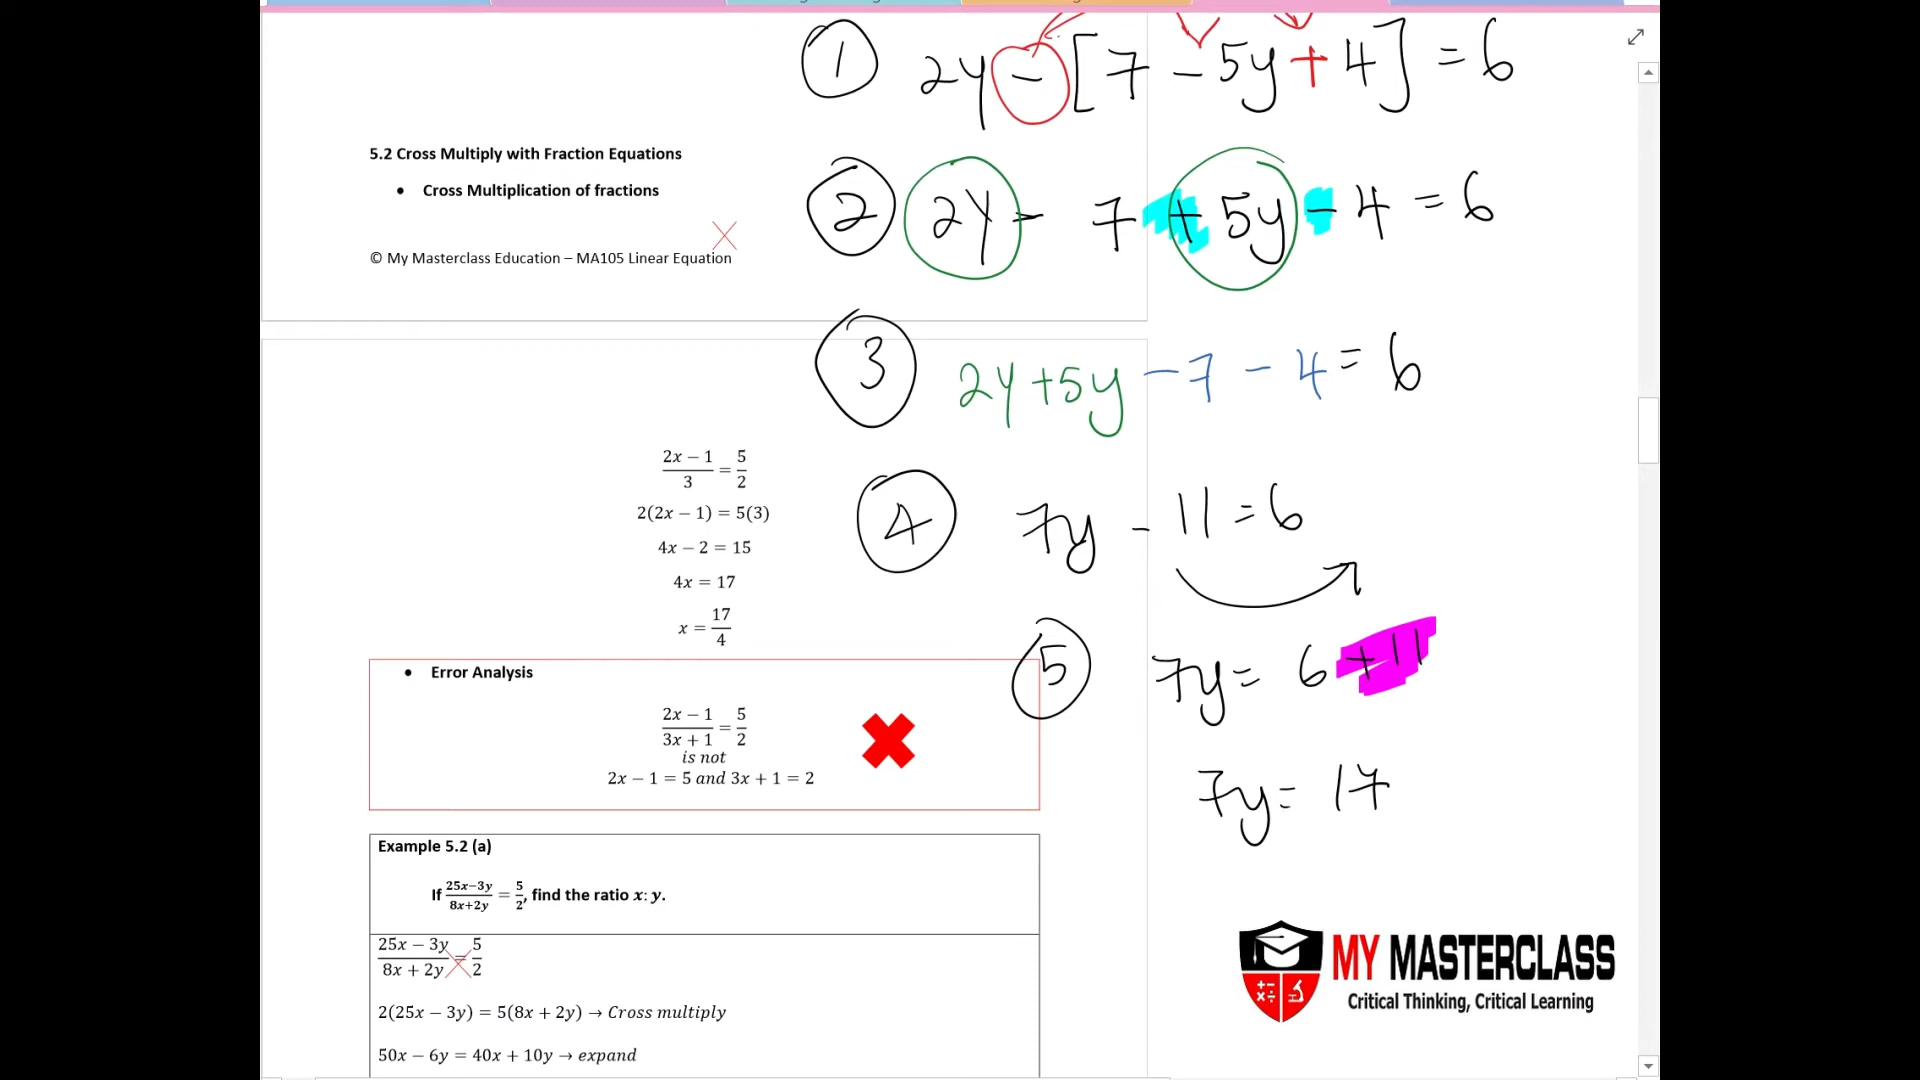 ① 2y - [7 - 5y + 4] = 6
5.2 Cross Multiply with Fraction Equations
• Cross Multiplication of fractions
② 2y - 7 + 5y - 4 = 6
© My Masterclass Education – MA105 Linear Equation
③ 2y + 5y - 7 - 4 = 6
(2x − 1)/3 = 5/2
2(2x − 1) = 5(3)
4x − 2 = 15
4x = 17
x = 17/4
④ 7y - 11 = 6
⑤ 7y = 6 + 11
7y = 17
• Error Analysis
(2x − 1)/(3x + 1) = 5/2
is not
2x − 1 = 5 and 3x + 1 = 2
Example 5.2 (a)
If (25x−3y)/(8x+2y) = 5/2, find the ratio x: y.
(25x − 3y)/(8x + 2y) = 5/2
2(25x − 3y) = 5(8x + 2y) → Cross multiply
50x − 6y = 40x + 10y → expand
MY MASTERCLASS
Critical Thinking, Critical Learning